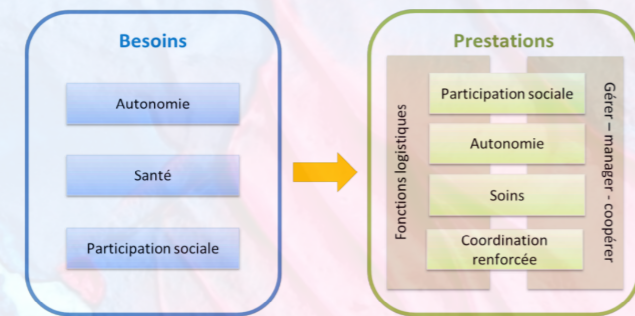 Besoins
Autonomie
Santé
Participation sociale
Prestations
Fonctions logistiques
Participation sociale
Autonomie
Soins
Coordination
renforcée
Gérer – manager - coopérer